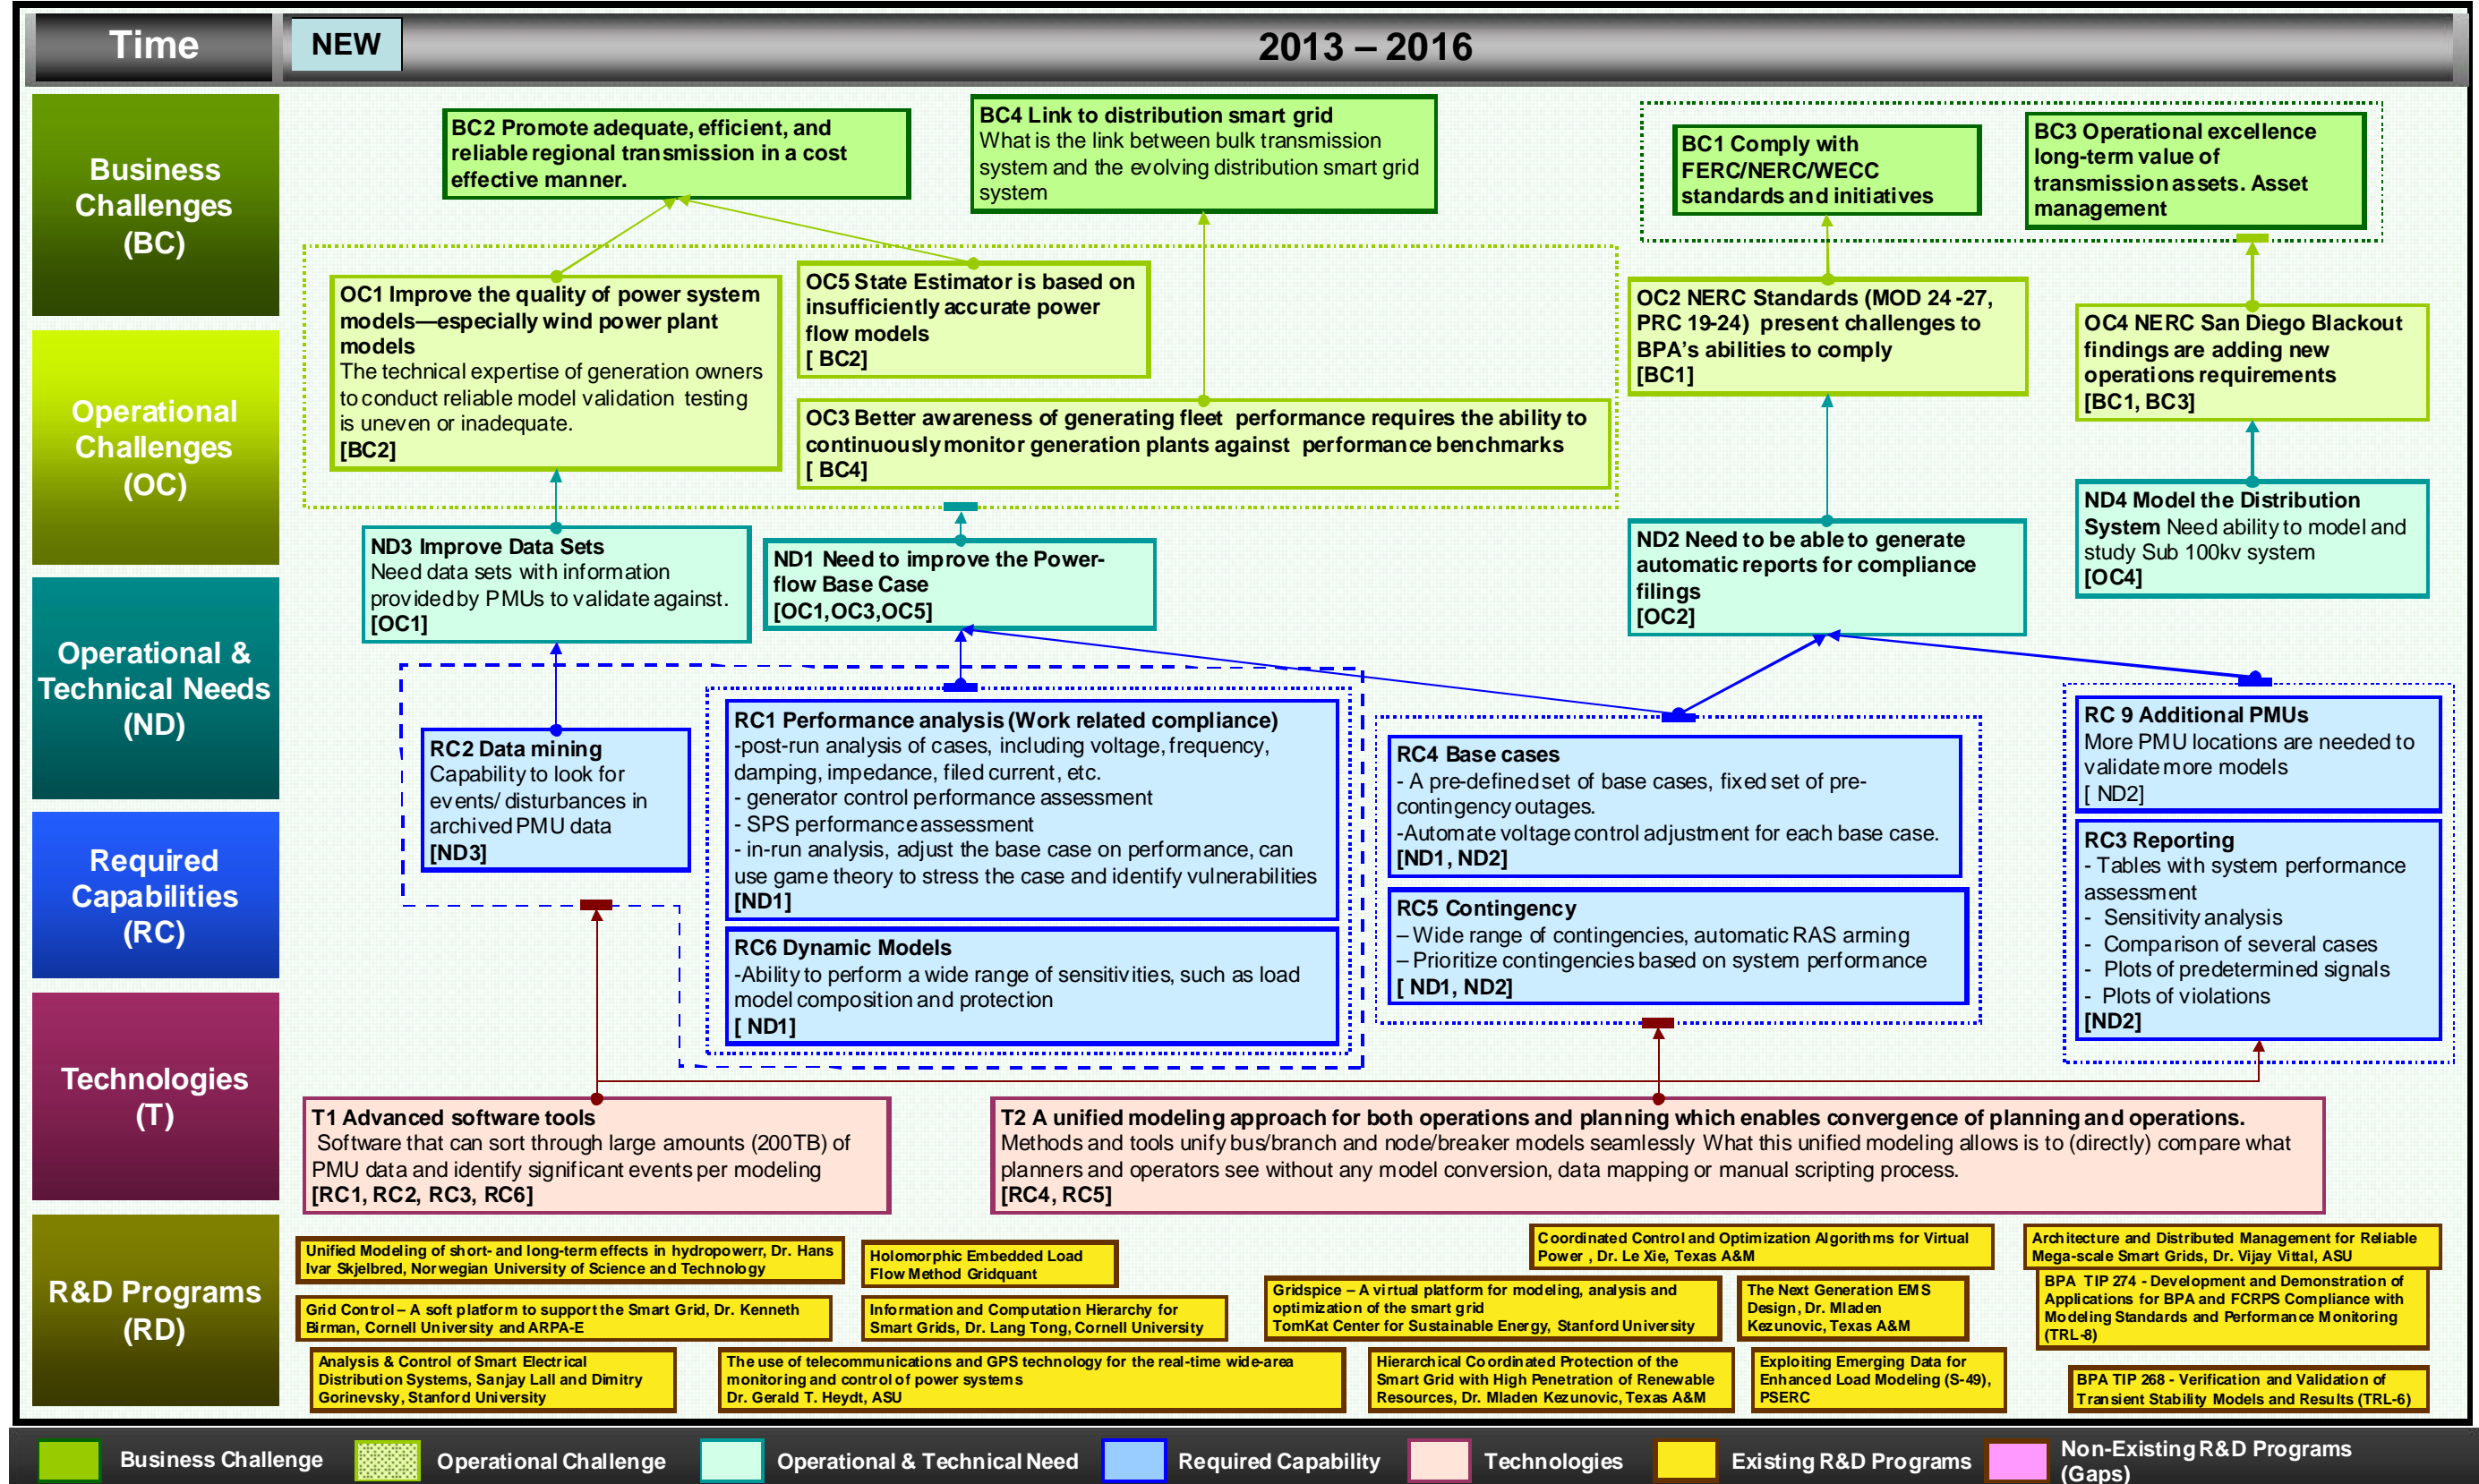 Time
NEW
2013 – 2016
Business
Challenges
(BC)
BC2 Promote adequate, efficient, and
reliable regional transmission in a cost
effective manner.
BC4 Link to distribution smart grid
What is the link between bulk transmission
system and the evolving distribution smart grid
system
BC1 Comply with
FERC/NERC/WECC
standards and initiatives
BC3 Operational excellence
long-term value of
transmission assets. Asset
management
Operational
Challenges
(OC)
OC1 Improve the quality of power system
models—especially wind power plant
models
The technical expertise of generation owners
to conduct reliable model validation testing
is uneven or inadequate.
[BC2]
OC5 State Estimator is based on
insufficiently accurate power
flow models
[ BC2]
OC3 Better awareness of generating fleet performance requires the ability to
continuously monitor generation plants against performance benchmarks
[ BC4]
OC2 NERC Standards (MOD 24 -27,
PRC 19-24) present challenges to
BPA's abilities to comply
[BC1]
OC4 NERC San Diego Blackout
findings are adding new
operations requirements
[BC1, BC3]
Operational &
Technical Needs
(ND)
ND3 Improve Data Sets
Need data sets with information
provided by PMUs to validate against.
[OC1]
ND1 Need to improve the Power-
flow Base Case
[OC1,OC3,OC5]
ND2 Need to be able to generate
automatic reports for compliance
filings
[OC2]
ND4 Model the Distribution
System Need ability to model and
study Sub 100kv system
[OC4]
Required
Capabilities
(RC)
RC2 Data mining
Capability to look for
events/ disturbances in
archived PMU data
[ND3]
RC1 Performance analysis (Work related compliance)
-post-run analysis of cases, including voltage, frequency,
damping, impedance, filed current, etc.
- generator control performance assessment
- SPS performance assessment
- in-run analysis, adjust the base case on performance, can
use game theory to stress the case and identify vulnerabilities
[ND1]
RC6 Dynamic Models
-Ability to perform a wide range of sensitivities, such as load
model composition and protection
[ ND1]
RC4 Base cases
- A pre-defined set of base cases, fixed set of pre-
contingency outages.
-Automate voltage control adjustment for each base case.
[ND1, ND2]
RC5 Contingency
– Wide range of contingencies, automatic RAS arming
– Prioritize contingencies based on system performance
[ ND1, ND2]
RC 9 Additional PMUs
More PMU locations are needed to
validate more models
[ ND2]
RC3 Reporting
- Tables with system performance
assessment
- Sensitivity analysis
- Comparison of several cases
- Plots of predetermined signals
- Plots of violations
[ND2]
Technologies
(T)
T1 Advanced software tools
Software that can sort through large amounts (200TB) of
PMU data and identify significant events per modeling
[RC1, RC2, RC3, RC6]
T2 A unified modeling approach for both operations and planning which enables convergence of planning and operations.
Methods and tools unify bus/branch and node/breaker models seamlessly What this unified modeling allows is to (directly) compare what
planners and operators see without any model conversion, data mapping or manual scripting process.
[RC4, RC5]
R&D Programs
(RD)
Unified Modeling of short- and long-term effects in hydropowerr, Dr. Hans
Ivar Skjelbred, Norwegian University of Science and Technology
Holomorphic Embedded Load
Flow Method Gridquant
Coordinated Control and Optimization Algorithms for Virtual
Power , Dr. Le Xie, Texas A&M
Architecture and Distributed Management for Reliable
Mega-scale Smart Grids, Dr. Vijay Vittal, ASU
Grid Control – A soft platform to support the Smart Grid, Dr. Kenneth
Birman, Cornell University and ARPA-E
Information and Computation Hierarchy for
Smart Grids, Dr. Lang Tong, Cornell University
Gridspice – A virtual platform for modeling, analysis and
optimization of the smart grid
TomKat Center for Sustainable Energy, Stanford University
The Next Generation EMS
Design, Dr. Mladen
Kezunovic, Texas A&M
BPA TIP 274 - Development and Demonstration of
Applications for BPA and FCRPS Compliance with
Modeling Standards and Performance Monitoring
(TRL-8)
Analysis & Control of Smart Electrical
Distribution Systems, Sanjay Lall and Dimitry
Gorinevsky, Stanford University
The use of telecommunications and GPS technology for the real-time wide-area
monitoring and control of power systems
Dr. Gerald T. Heydt, ASU
Hierarchical Coordinated Protection of the
Smart Grid with High Penetration of Renewable
Resources, Dr. Mladen Kezunovic, Texas A&M
Exploiting Emerging Data for
Enhanced Load Modeling (S-49),
PSERC
BPA TIP 268 - Verification and Validation of
Transient Stability Models and Results (TRL-6)
Business Challenge
Operational Challenge
Operational & Technical Need
Required Capability
Technologies
Existing R&D Programs
Non-Existing R&D Programs
(Gaps)